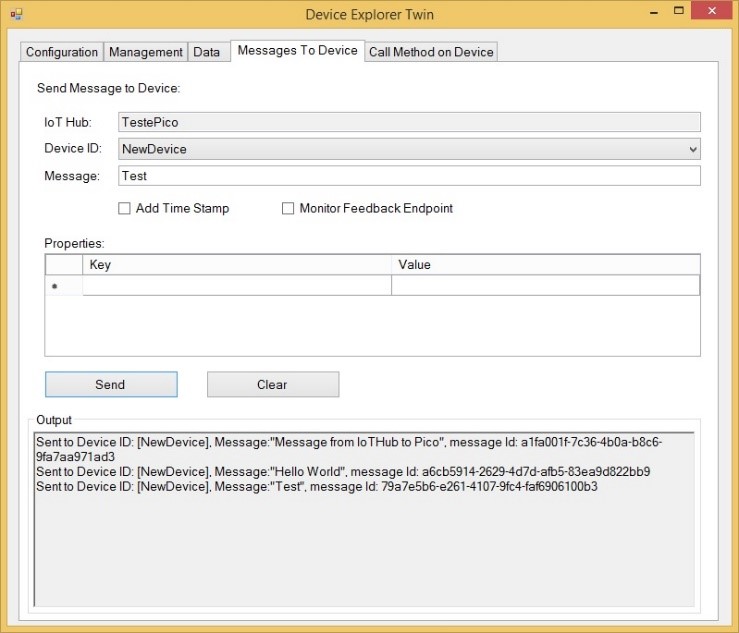 Device Explorer Twin
Configuration Management Data Messages To Device Call Method on Device
Send Message to Device:
IoT Hub: TestePico
Device ID: NewDevice
Message: Test
Add Time Stamp Monitor Feedback Endpoint
Properties:
Key Value
Send Clear
Output
Sent to Device ID: [NewDevice], Message:"Message from IoTHub to Pico", message Id: a1fa001f-7c36-4b0a-b8c6-
9fa7aa971ad3
Sent to Device ID: [NewDevice], Message:"Hello World", message Id: a6cb5914-2629-4d7d-afb5-83ea9d822bb9
Sent to Device ID: [NewDevice], Message:"Test", message Id: 79a7e5b6-e261-4107-9fc4-faf6906100b3